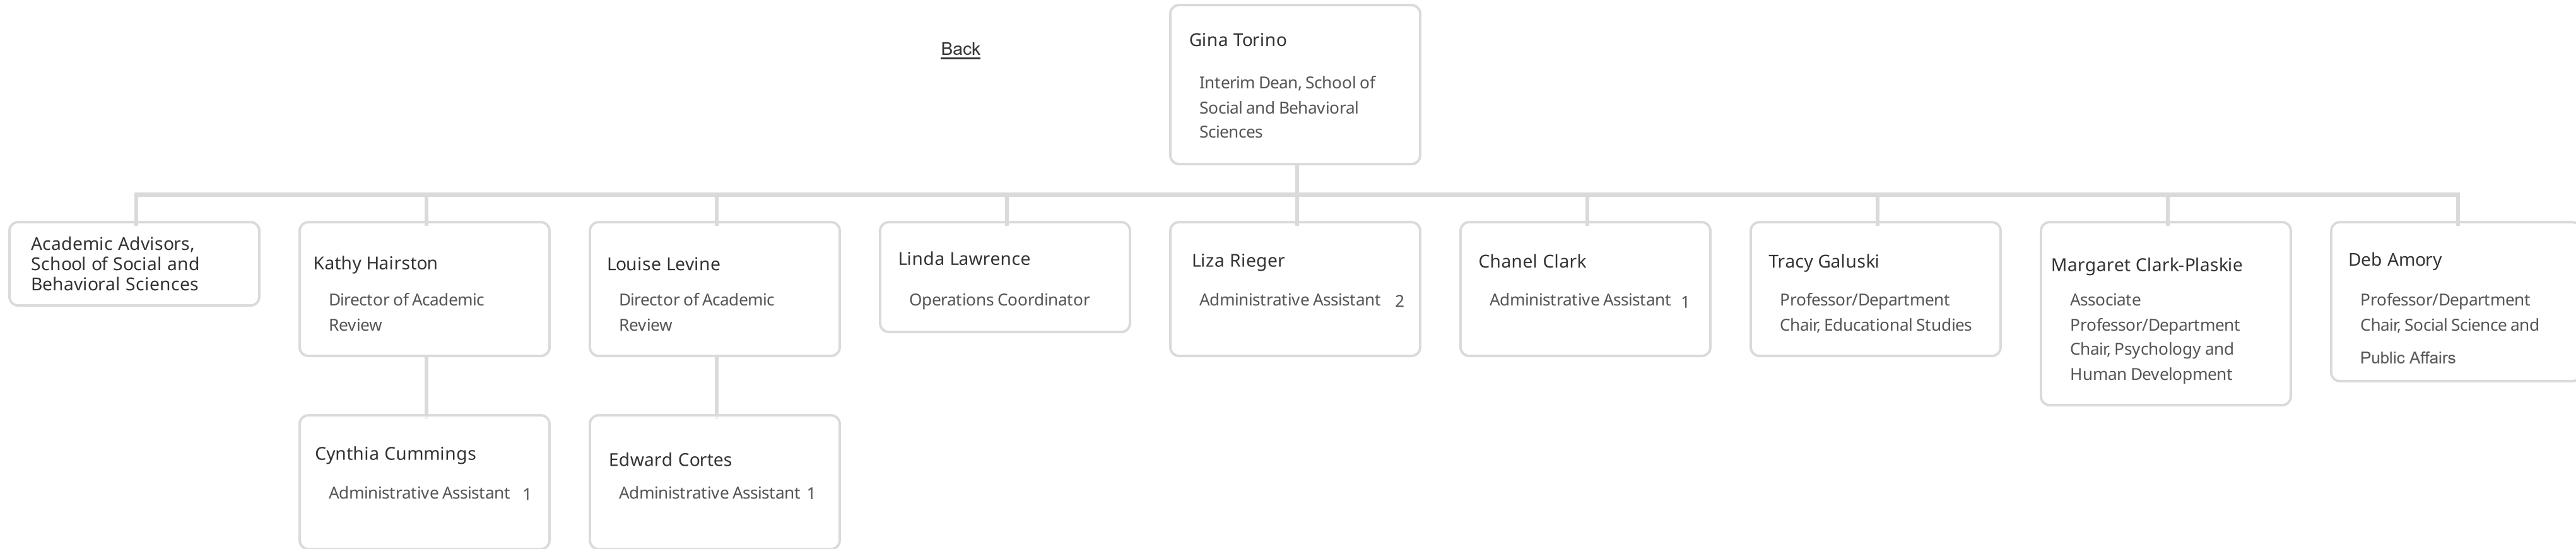 Back
Gina Torino
Interim Dean, School of
Social and Behavioral
Sciences
Academic Advisors,
School of Social and
Behavioral Sciences
Kathy Hairston
Director of Academic
Review
Louise Levine
Director of Academic
Review
Linda Lawrence
Operations Coordinator
Liza Rieger
Administrative Assistant 2
Chanel Clark
Administrative Assistant 1
Tracy Galuski
Professor/Department
Chair, Educational Studies
Margaret Clark-Plaskie
Associate
Professor/Department
Chair, Psychology and
Human Development
Deb Amory
Professor/Department
Chair, Social Science and
Public Affairs
Cynthia Cummings
Administrative Assistant 1
Edward Cortes
Administrative Assistant 1